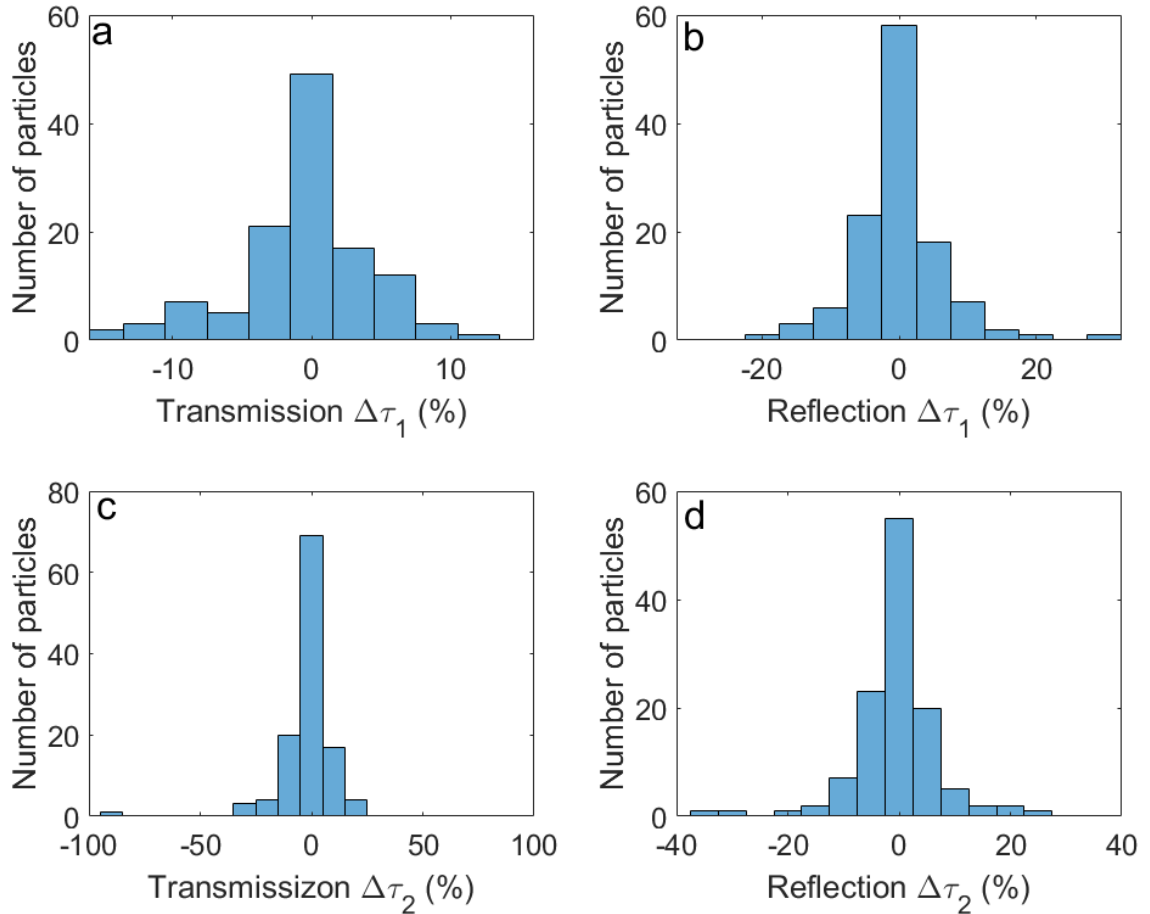 a
60
40
20
0
Number of particles
-10 0 10
Transmission Δτ₁ (%)
b
60
40
20
0
Number of particles
-20 0 20
Reflection Δτ₁ (%)
c
80
60
40
20
0
Number of particles
-100 -50 0 50 100
Transmissizon Δτ₂ (%)
d
60
40
20
0
Number of particles
-40 -20 0 20 40
Reflection Δτ₂ (%)